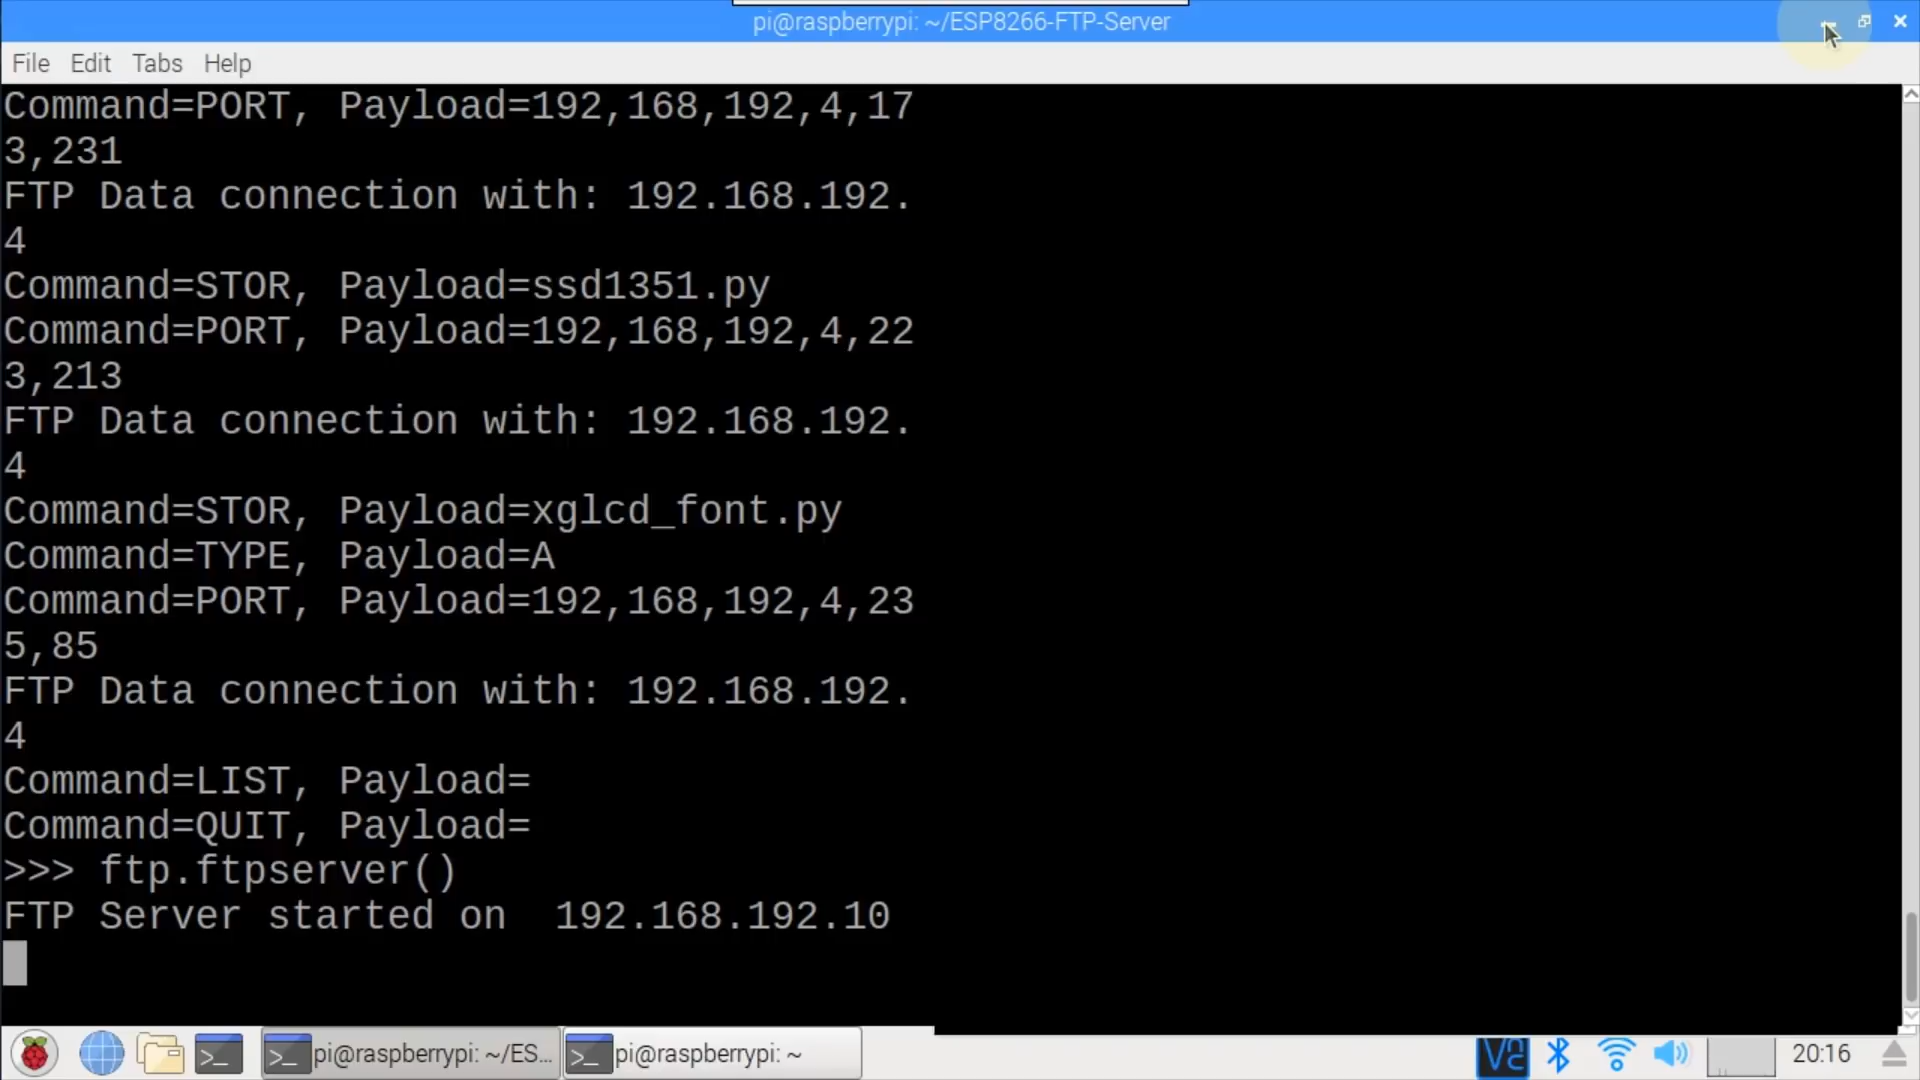 pi@raspberrypi: ~/ESP8266-FTP-Server
File Edit Tabs Help
Command=PORT, Payload=192,168,192,4,17
3,231
FTP Data connection with: 192.168.192.
4
Command=STOR, Payload=ssd1351.py
Command=PORT, Payload=192,168,192,4,22
3,213
FTP Data connection with: 192.168.192.
4
Command=STOR, Payload=xglcd_font.py
Command=TYPE, Payload=A
Command=PORT, Payload=192,168,192,4,23
5,85
FTP Data connection with: 192.168.192.
4
Command=LIST, Payload=
Command=QUIT, Payload=
>>> ftp.ftpserver()
FTP Server started on  192.168.192.10
pi@raspberrypi: ~/ES... pi@raspberrypi: ~ 20:16